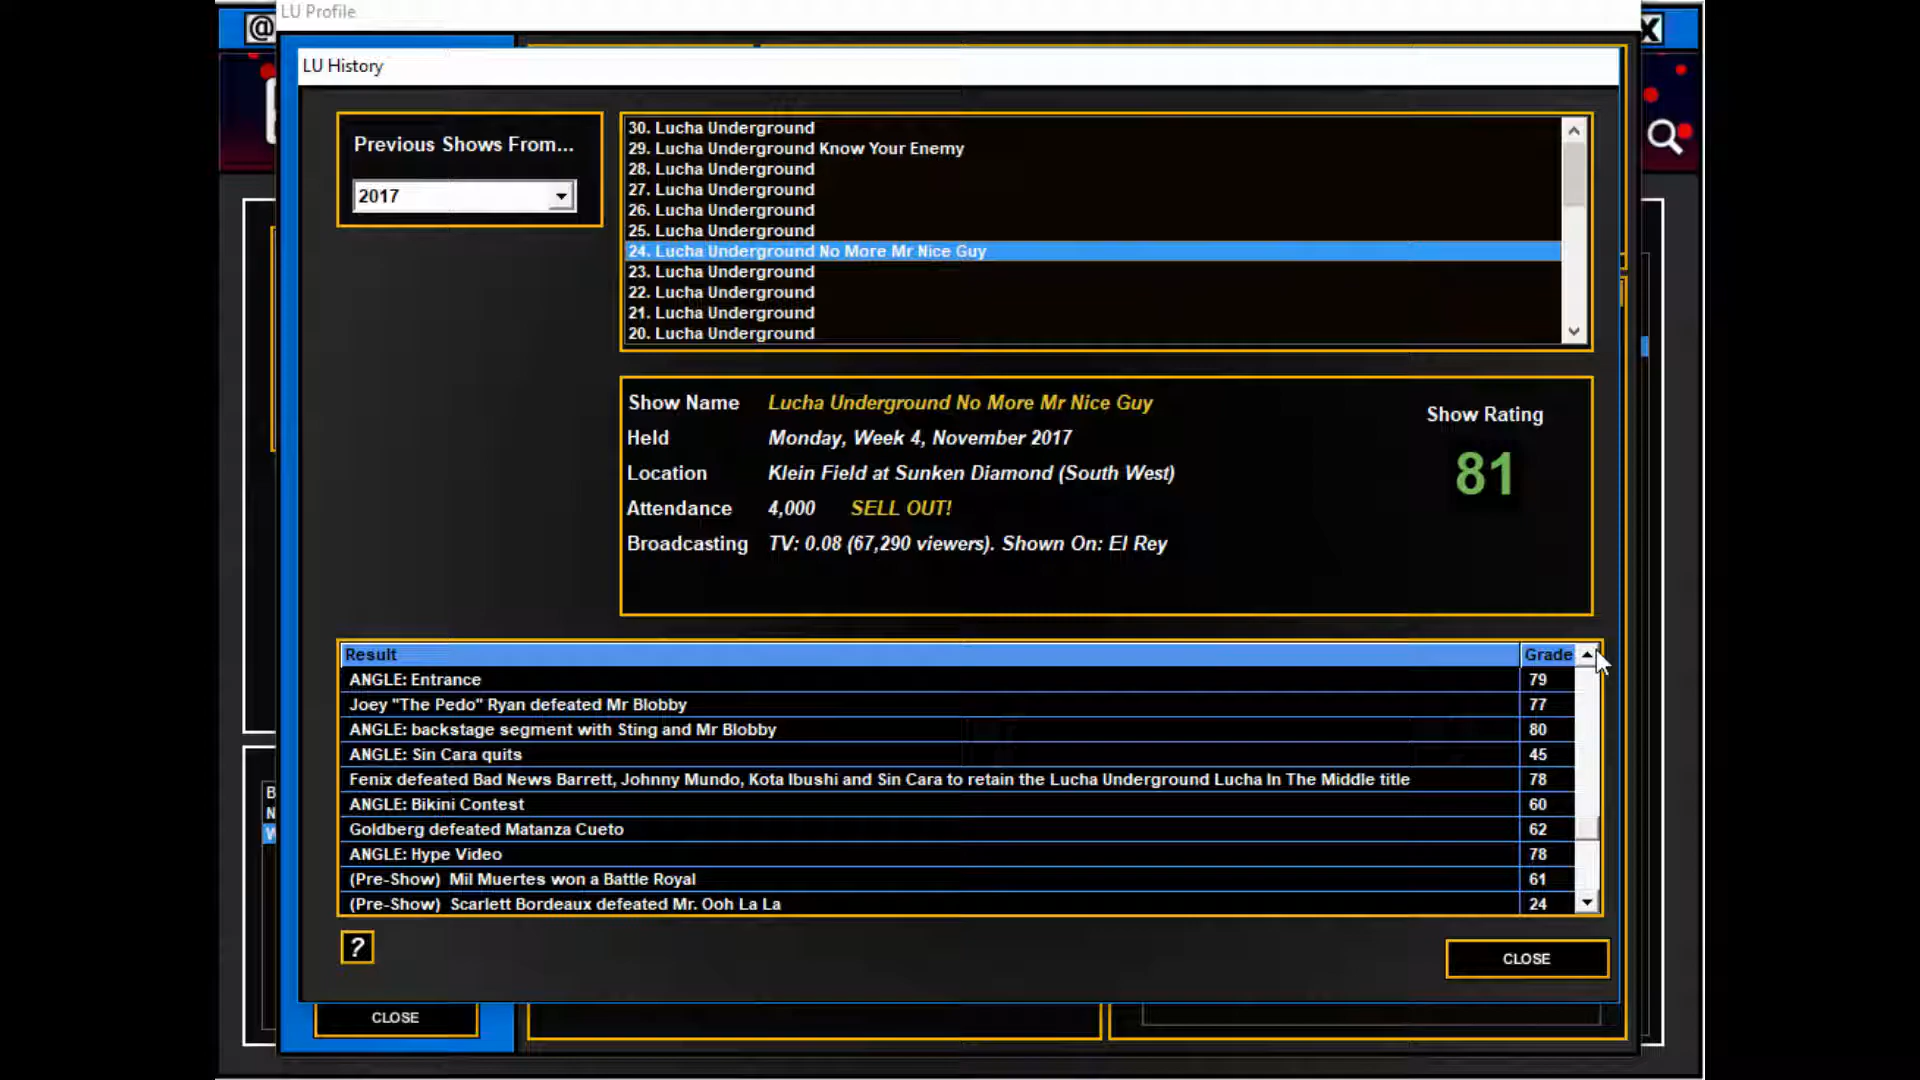 LU Profile
@
X
LU History
Previous Shows From...
2017
30. Lucha Underground
29. Lucha Underground Know Your Enemy
28. Lucha Underground
27. Lucha Underground
26. Lucha Underground
25. Lucha Underground
24. Lucha Underground No More Mr Nice Guy
23. Lucha Underground
22. Lucha Underground
21. Lucha Underground
20. Lucha Underground
Show Name Lucha Underground No More Mr Nice Guy
Held Monday, Week 4, November 2017
Location Klein Field at Sunken Diamond (South West)
Attendance 4,000 SELL OUT!
Broadcasting TV: 0.08 (67,290 viewers). Shown On: El Rey
Show Rating
81
Result Grade
ANGLE: Entrance 79
Joey "The Pedo" Ryan defeated Mr Blobby 77
ANGLE: backstage segment with Sting and Mr Blobby 80
ANGLE: Sin Cara quits 45
Fenix defeated Bad News Barrett, Johnny Mundo, Kota Ibushi and Sin Cara to retain the Lucha Underground Lucha In The Middle title 78
ANGLE: Bikini Contest 60
Goldberg defeated Matanza Cueto 62
ANGLE: Hype Video 78
(Pre-Show) Mil Muertes won a Battle Royal 61
(Pre-Show) Scarlett Bordeaux defeated Mr. Ooh La La 24
?
CLOSE
CLOSE